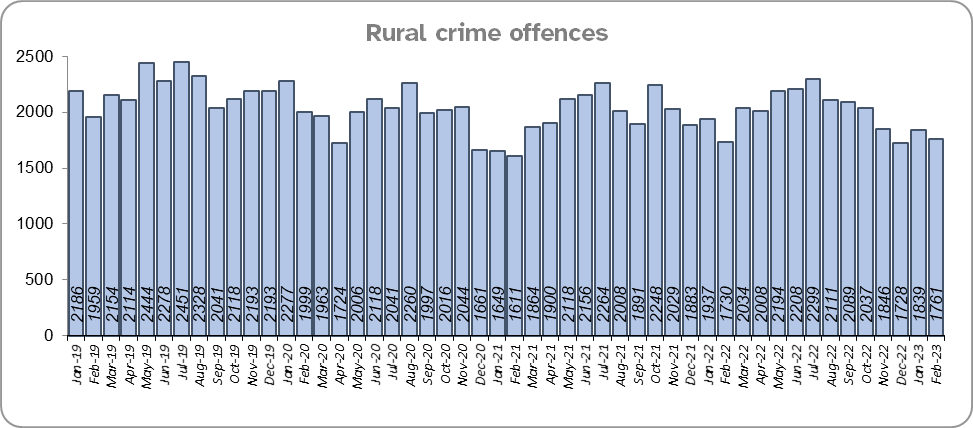 Rural crime offences
2500
2000
1500
1000
500
0
2186 1959 2154 2114 2444 2278 2451 2328 2041 2118 2193 2193 2277 1999 1963 1724 2006 2118 2041 2260 1997 2016 2044 1661 1649 1611 1864 1900 2118 2156 2264 2008 1891 2248 2029 1883 1937 1730 2034 2008 2194 2208 2299 2111 2089 2037 1846 1728 1839 1761
Jan-19 Feb-19 Mar-19 Apr-19 May-19 Jun-19 Jul-19 Aug-19 Sep-19 Oct-19 Nov-19 Dec-19 Jan-20 Feb-20 Mar-20 Apr-20 May-20 Jun-20 Jul-20 Aug-20 Sep-20 Oct-20 Nov-20 Dec-20 Jan-21 Feb-21 Mar-21 Apr-21 May-21 Jun-21 Jul-21 Aug-21 Sep-21 Oct-21 Nov-21 Dec-21 Jan-22 Feb-22 Mar-22 Apr-22 May-22 Jun-22 Jul-22 Aug-22 Sep-22 Oct-22 Nov-22 Dec-22 Jan-23 Feb-23